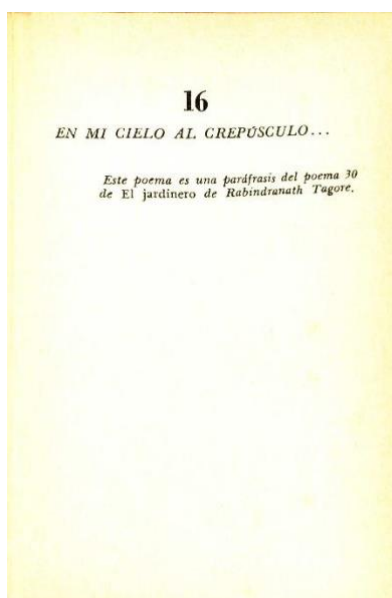 16
EN MI CIELO AL CREPÚSCULO...
Este poema es una paráfrasis del poema 30
de El jardinero de Rabindranath Tagore.